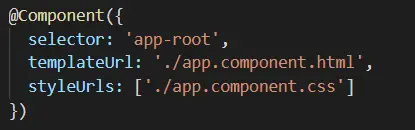 @Component({
  selector: 'app-root',
  templateUrl: './app.component.html',
  styleUrls: ['./app.component.css']
})